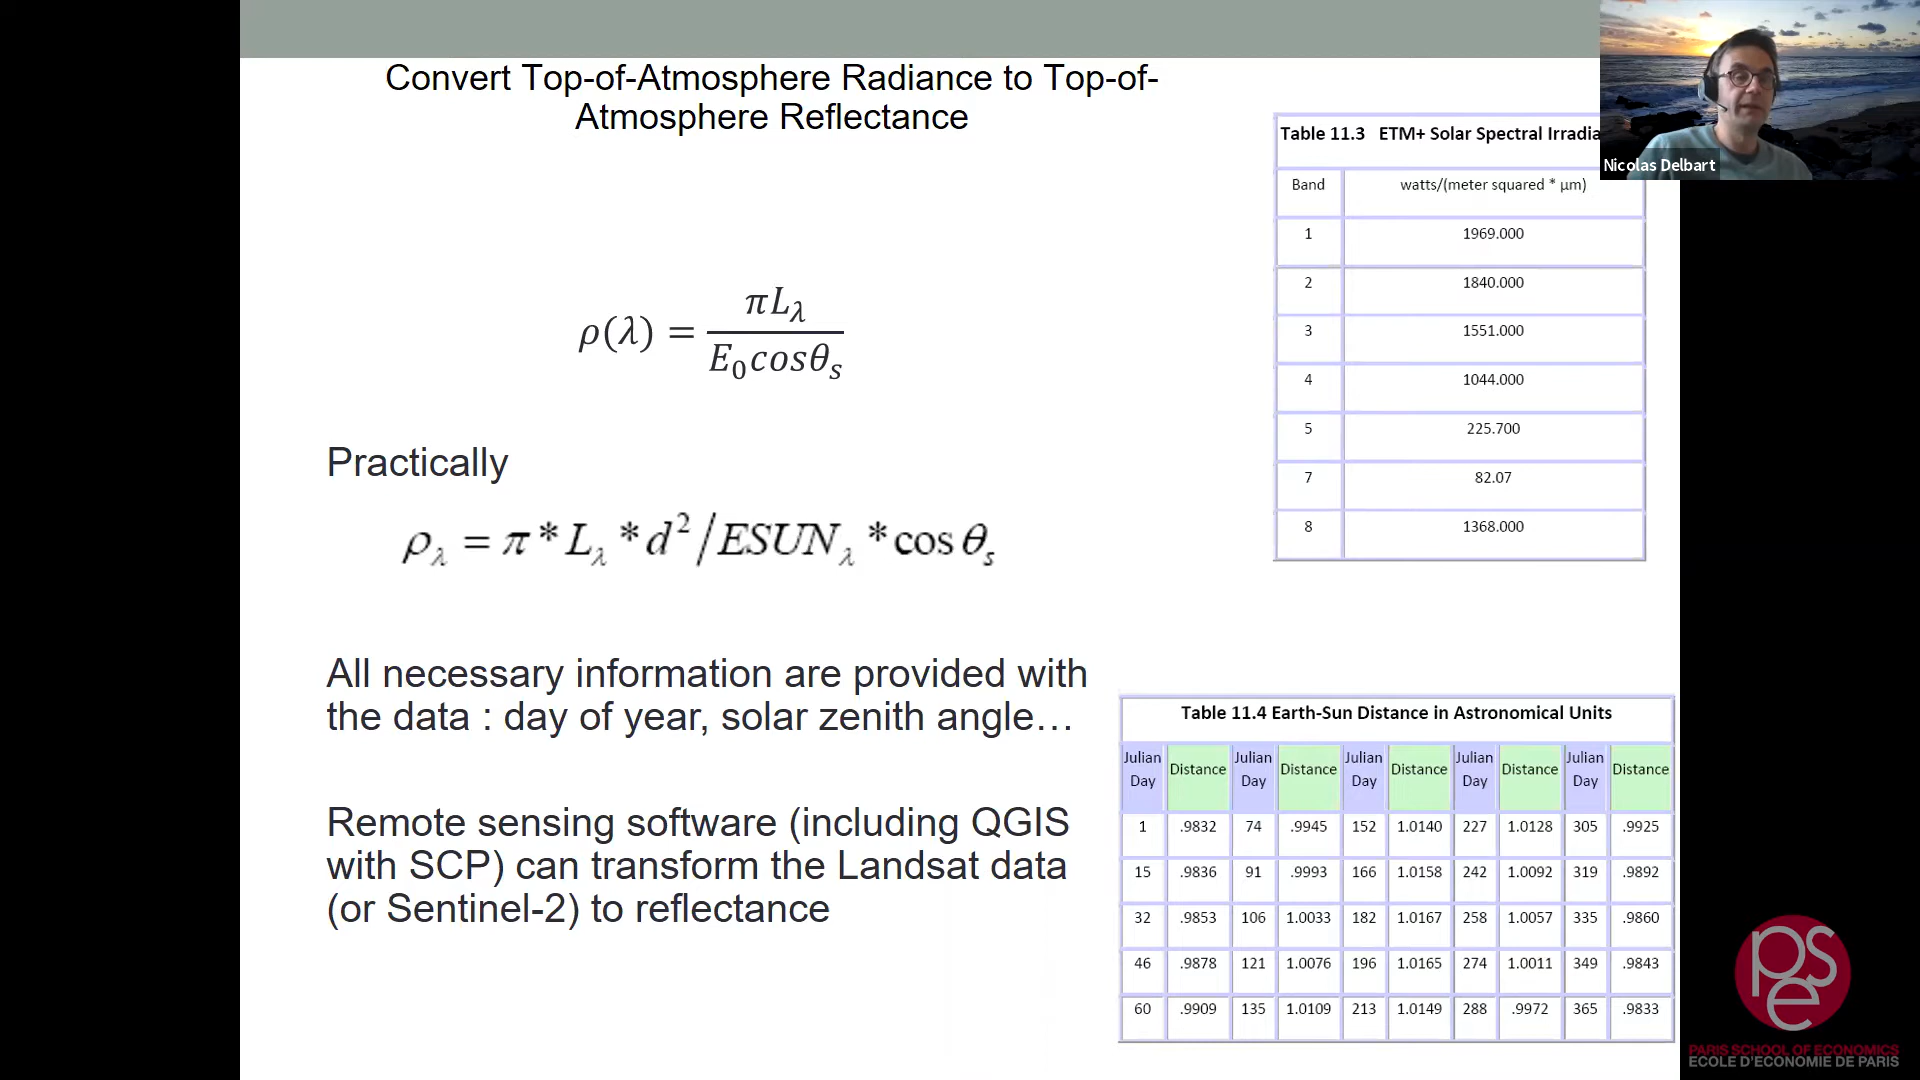 Convert Top-of-Atmosphere Radiance to Top-of-
Atmosphere Reflectance
ρ(λ) = πL_λ / E_0 cosθ_s
Practically
ρ_λ = π * L_λ * d^2 / ESUN_λ * cos θ_s
All necessary information are provided with
the data : day of year, solar zenith angle…
Remote sensing software (including QGIS
with SCP) can transform the Landsat data
(or Sentinel-2) to reflectance
Table 11.3 ETM+ Solar Spectral
Band watts/(meter squared * µm)
1 1969.000
2 1840.000
3 1551.000
4 1044.000
5 225.700
7 82.07
8 1368.000
Nicolas Delbart
Table 11.4 Earth-Sun Distance in Astronomical Units
Julian Day Distance Julian Day Distance Julian Day Distance Julian Day Distance Julian Day Distance
1 .9832 74 .9945 152 1.0140 227 1.0128 305 .9925
15 .9836 91 .9993 166 1.0158 242 1.0092 319 .9892
32 .9853 106 1.0033 182 1.0167 258 1.0057 335 .9860
46 .9878 121 1.0076 196 1.0165 274 1.0011 349 .9843
60 .9909 135 1.0109 213 1.0149 288 .9972 365 .9833
pse
PARIS SCHOOL OF ECONOMICS
ECOLE D'ECONOMIE DE PARIS